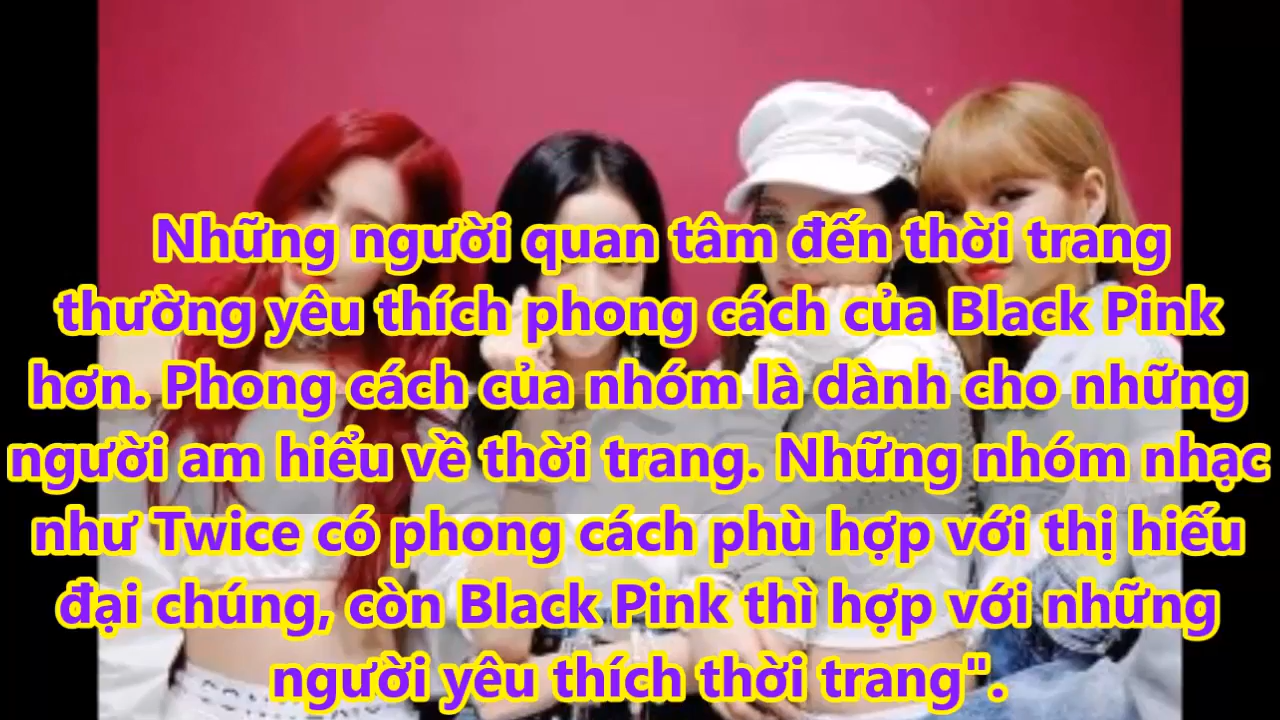 Những người quan tâm đến thời trang
thường yêu thích phong cách của Black Pink
hơn. Phong cách của nhóm là dành cho những
người am hiểu về thời trang. Những nhóm nhạc
như Twice có phong cách phù hợp với thị hiếu
đại chúng, còn Black Pink thì hợp với những
người yêu thích thời trang".